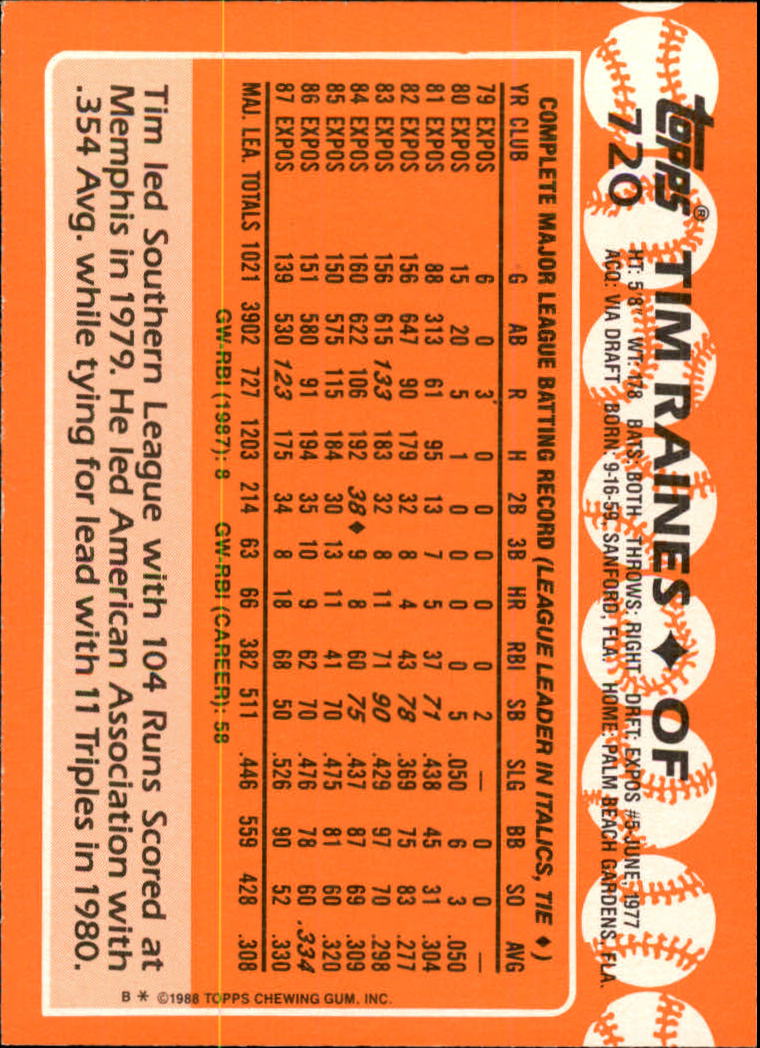 topps® TIM RAINES ♦ OF
720 HT: 5'8" WT: 178 BATS: BOTH THROWS: RIGHT DRFT: EXPOS #5-JUNE, 1977
ACQ: VIA DRAFT BORN: 9-16-59, SANFORD, FLA. HOME: PALM BEACH GARDENS, FLA.
COMPLETE MAJOR LEAGUE BATTING RECORD (LEAGUE LEADER IN ITALICS, TIE ♦)
YR CLUB G AB R H 2B 3B HR RBI SB SLG BB SO AVG
79 EXPOS 6 0 3 0 0 0 0 0 2 — 0 0 —
80 EXPOS 15 20 5 1 0 0 0 0 5 .050 6 3 .050
81 EXPOS 88 313 61 95 13 7 5 37 71 .438 45 31 .304
82 EXPOS 156 647 90 179 32 8 4 43 78 .369 75 83 .277
83 EXPOS 156 615 133 183 32 8 11 71 90 .429 97 70 .298
84 EXPOS 160 622 106 192 38♦ 9 8 60 75 .437 87 69 .309
85 EXPOS 150 575 115 184 30 13 11 41 70 .475 81 60 .320
86 EXPOS 151 580 91 194 35 10 9 62 70 .476 78 60 .334
87 EXPOS 139 530 123 175 34 8 18 68 50 .526 90 52 .330
MAJ. LEA. TOTALS 1021 3902 727 1203 214 63 66 382 511 .446 559 428 .308
GW-RBI (1987): 8 GW-RBI (CAREER): 58
Tim led Southern League with 104 Runs Scored at
Memphis in 1979. He led American Association with
.354 Avg. while tying for lead with 11 Triples in 1980.
B * ©1988 TOPPS CHEWING GUM. INC.